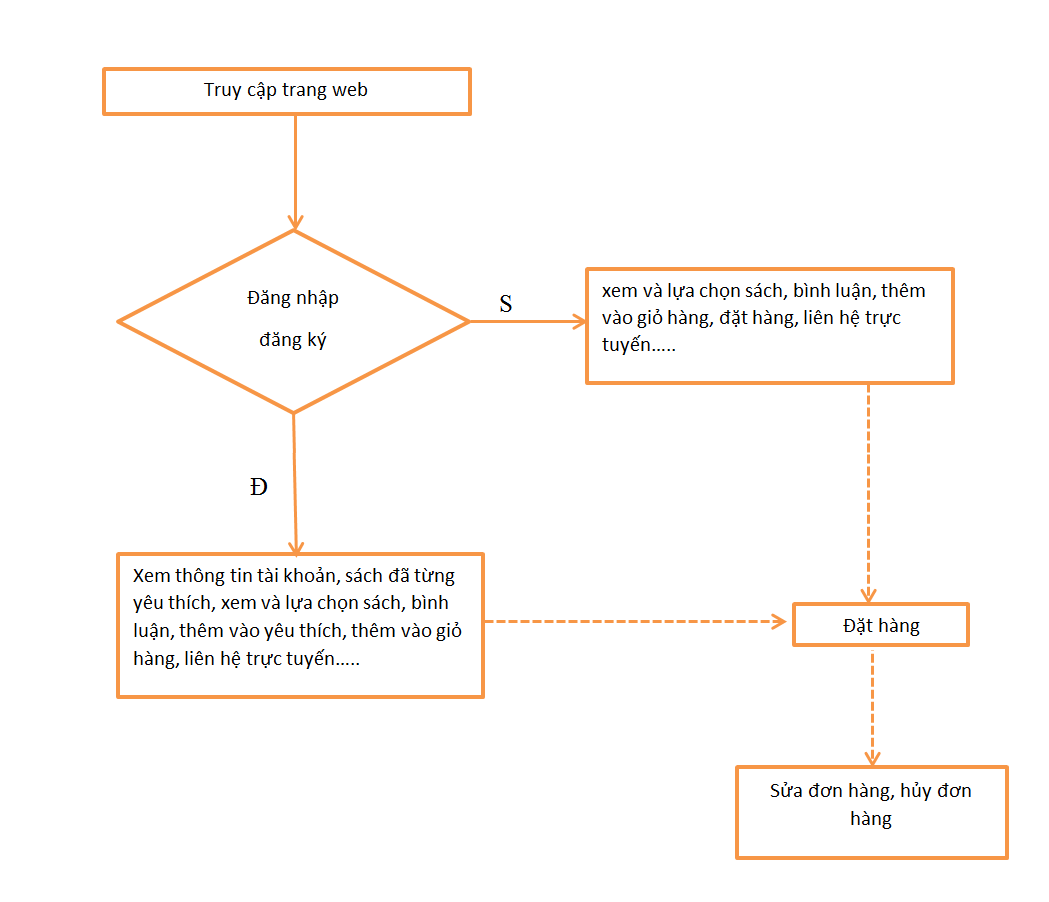 Truy cập trang web
Đăng nhập
đăng ký
S
xem và lựa chọn sách, bình luận, thêm
vào giỏ hàng, đặt hàng, liên hệ trực
tuyến.....
Đ
Xem thông tin tài khoản, sách đã từng
yêu thích, xem và lựa chọn sách, bình
luận, thêm vào yêu thích, thêm vào giỏ
hàng, liên hệ trực tuyến.....
Đặt hàng
Sửa đơn hàng, hủy đơn
hàng